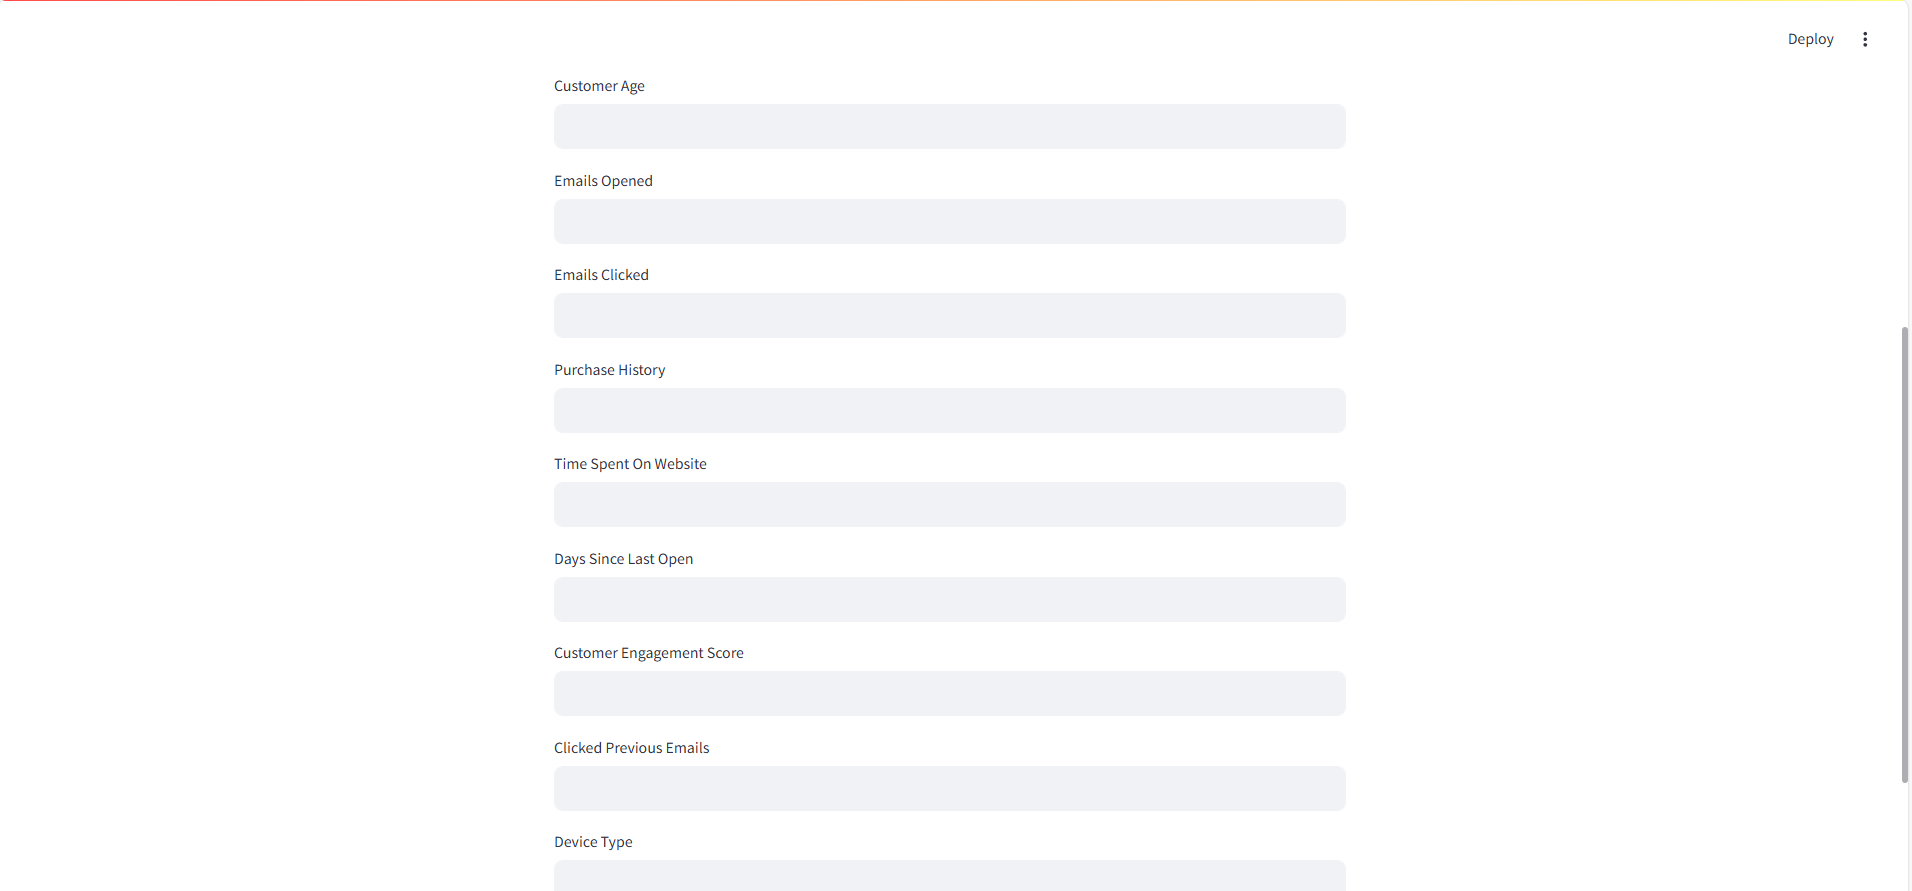 Deploy
Customer Age
Emails Opened
Emails Clicked
Purchase History
Time Spent On Website
Days Since Last Open
Customer Engagement Score
Clicked Previous Emails
Device Type